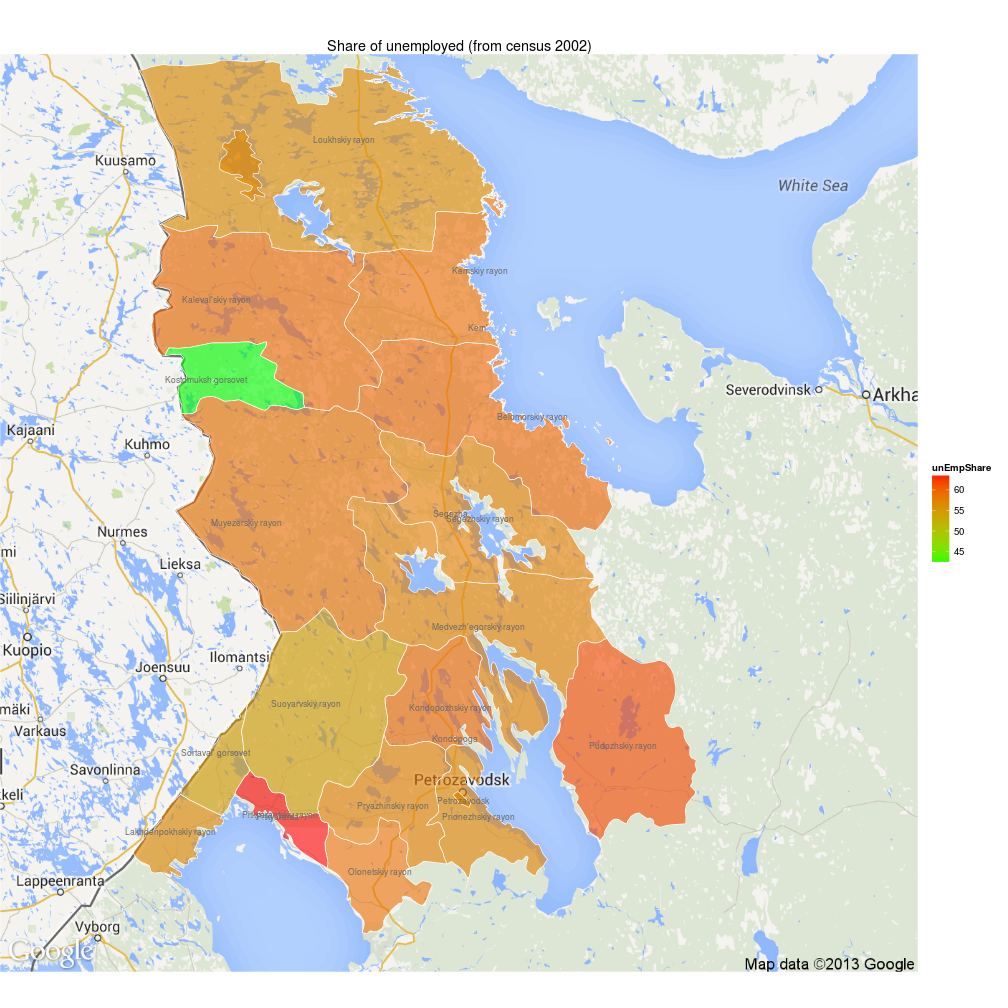 Share of unemployed (from census 2002)
Loukhskiy rayon
Kuusamo
White Sea
Kemskiy rayon
Kaleval'skiy rayon
Kem'
Kostomuksh gorsovet
Severodvinsk
Arkha
Belomorskiy rayon
Kajaani
Kuhmo
unEmpShare
60
55
50
45
Segezha
Segezhskiy rayon
Muyezerskiy rayon
Nurmes
mi
Lieksa
Siilinjärvi
Medvezh'egorskiy rayon
Kuopio
Ilomantsi
Joensuu
Suoyarvskiy rayon
Kondopozhskiy rayon
mäki
Varkaus
Kondopoga
Pudozhskiy rayon
Sortaval' gorsovet
Savonlinna
Petrozavodsk
keli
Petrozavodsk
Pryazhinskiy rayon
Prionezhskiy rayon
Lakhdenpokhskiy rayon
Olonetskiy rayon
Lappeenranta
Vyborg
Google
Map data ©2013 Google